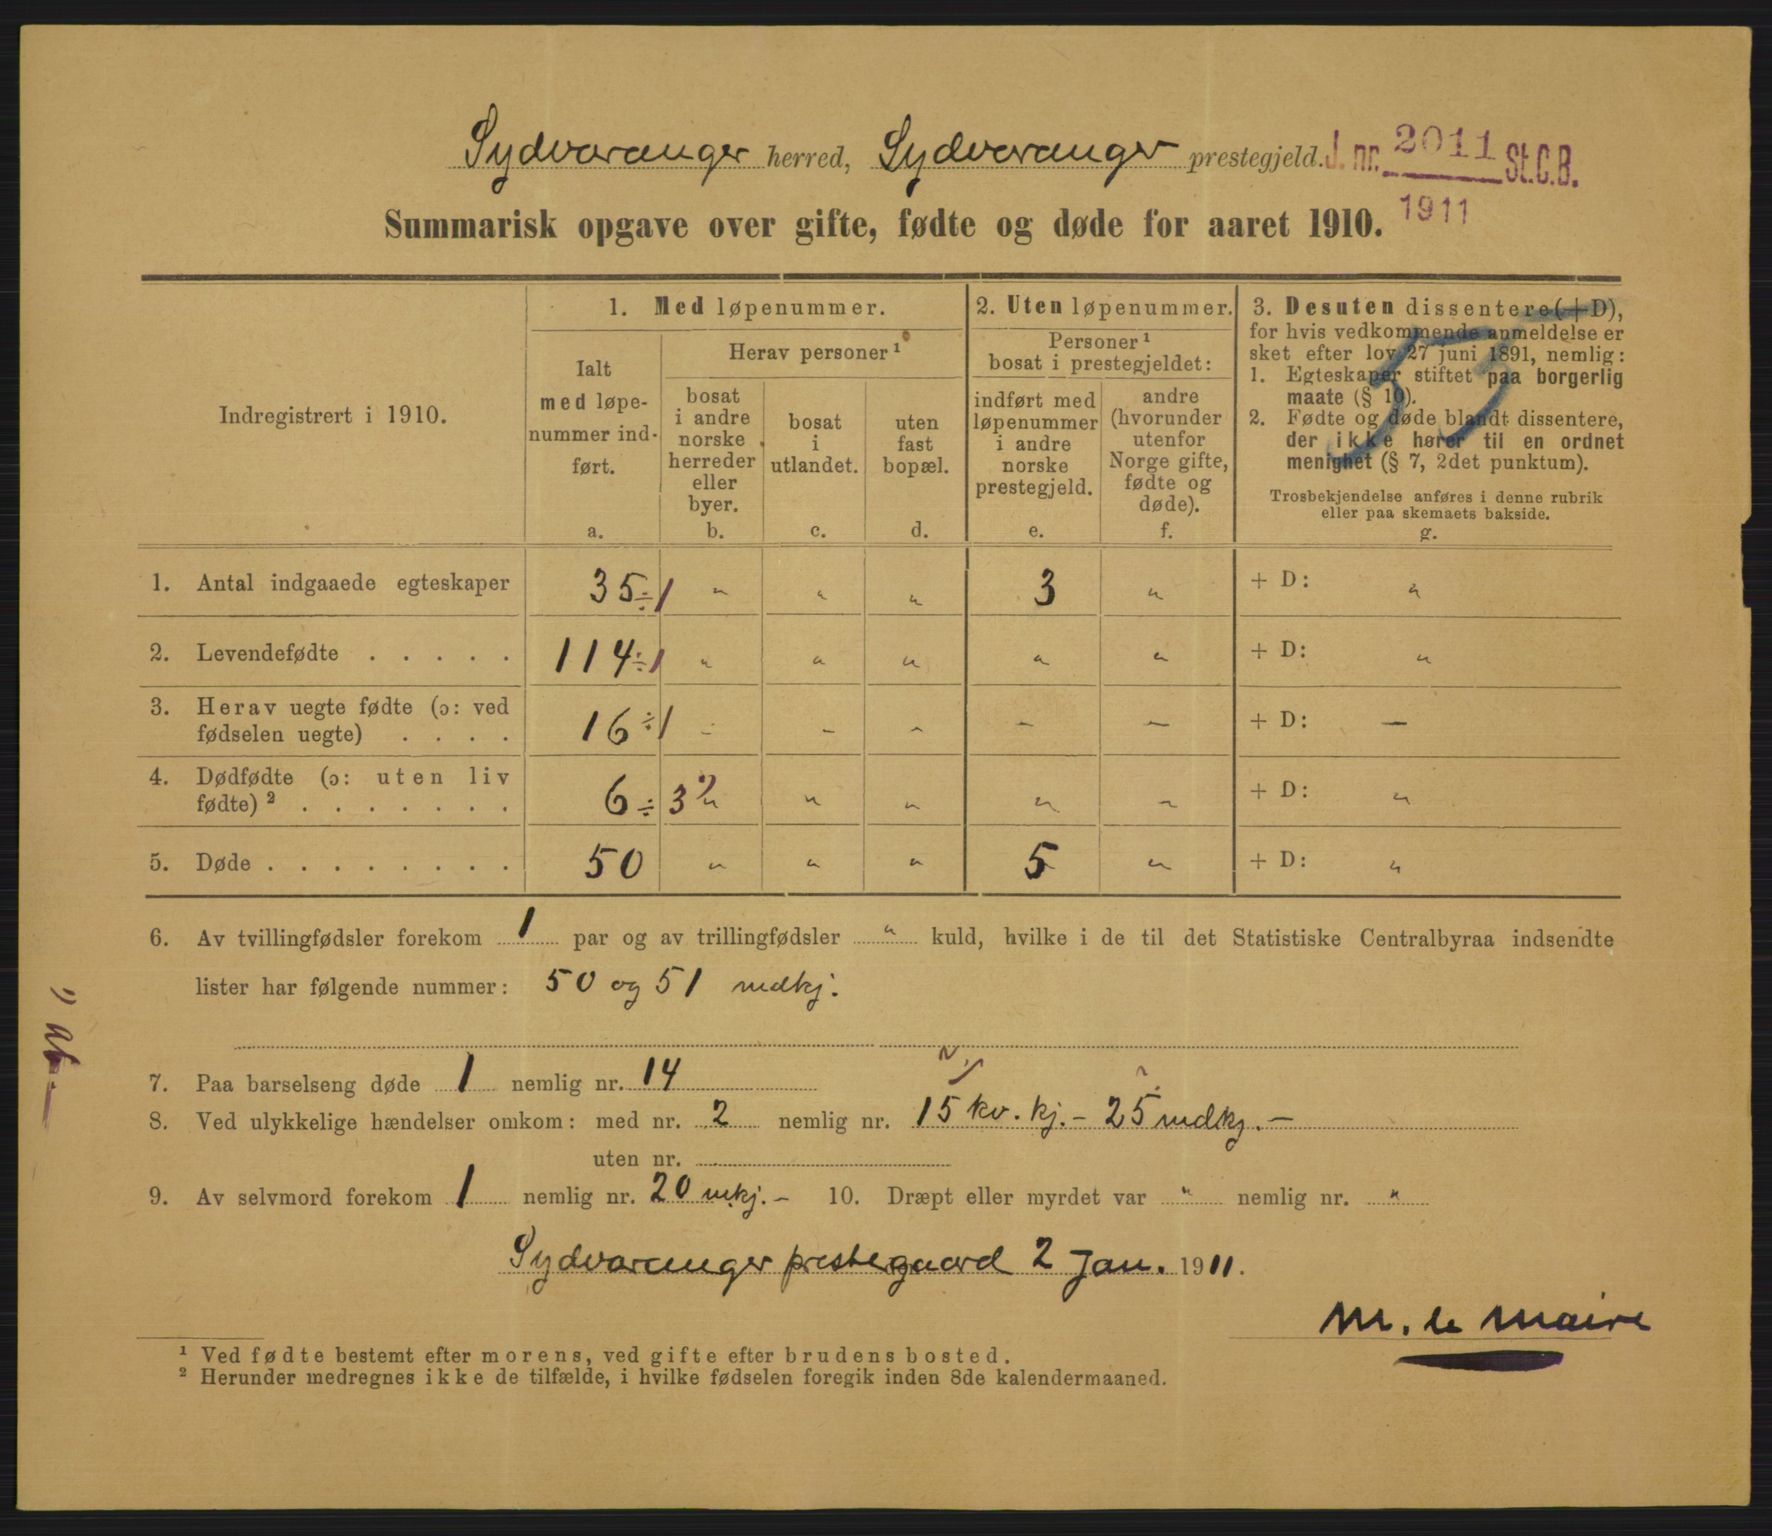 Sydvaranger herred, Sydvaranger prestegjeld. J. nr. 2011 St.C.B.
1911
Summarisk opgave over gifte, fødte og døde for aaret 1910.
Indregistrert i 1910.
1. Med løpenummer.
Ialt
med løpe-
nummer ind-
ført.
a.
Herav personer ¹
bosat
i andre
norske
herreder
eller
byer.
b.
bosat
i
utlandet.
c.
uten
fast
bopæl.
d.
2. Uten løpenummer.
Personer ¹
bosat i prestegjeldet:
indført med
løpenummer
i andre
norske
prestegjeld.
e.
andre
(hvorunder
utenfor
Norge gifte,
fødte og
døde).
f.
3. Desuten dissentere (+ D),
for hvis vedkommende anmeldelse er
sket efter lov 27 juni 1891, nemlig:
1. Egteskaper stiftet paa borgerlig
maate (§ 10).
2. Fødte og døde blandt dissentere,
der ikke hører til en ordnet
menighet (§ 7, 2det punktum).
Trosbekjendelse anføres i denne rubrik
eller paa skemaets bakside.
g.
1. Antal indgaaede egteskaper 35 ÷ 1 " " " 3 " + D: "
2. Levendefødte . . . . . 114 ÷ 1 " " " " " + D: "
3. Herav uegte fødte (ɔ: ved
fødselen uegte) . . . . 16 ÷ 1 - - - - - + D: -
4. Dødfødte (ɔ: uten liv
fødte) ² . . . . . . . 6 ÷ 3 ¹) " " " " - + D: "
5. Døde . . . . . . . . 50 " " " 5 " + D: "
6. Av tvillingfødsler forekom 1 par og av trillingfødsler " kuld, hvilke i de til det Statistiske Centralbyraa indsendte
lister har følgende nummer: 50 og 51 mdkj.
7. Paa barselseng døde 1 nemlig nr. 14
8. Ved ulykkelige hændelser omkom: med nr. 2 nemlig nr. 15 kv. kj. - 25 mdkj. -
uten nr.
9. Av selvmord forekom 1 nemlig nr. 20 mkj. - 10. Dræpt eller myrdet var " nemlig nr. "
Sydvaranger prestegaard 2 Jan. 1911.
M. le Maire
¹ Ved fødte bestemt efter morens, ved gifte efter brudens bosted.
² Herunder medregnes ikke de tilfælde, i hvilke fødselen foregik inden 8de kalendermaaned.